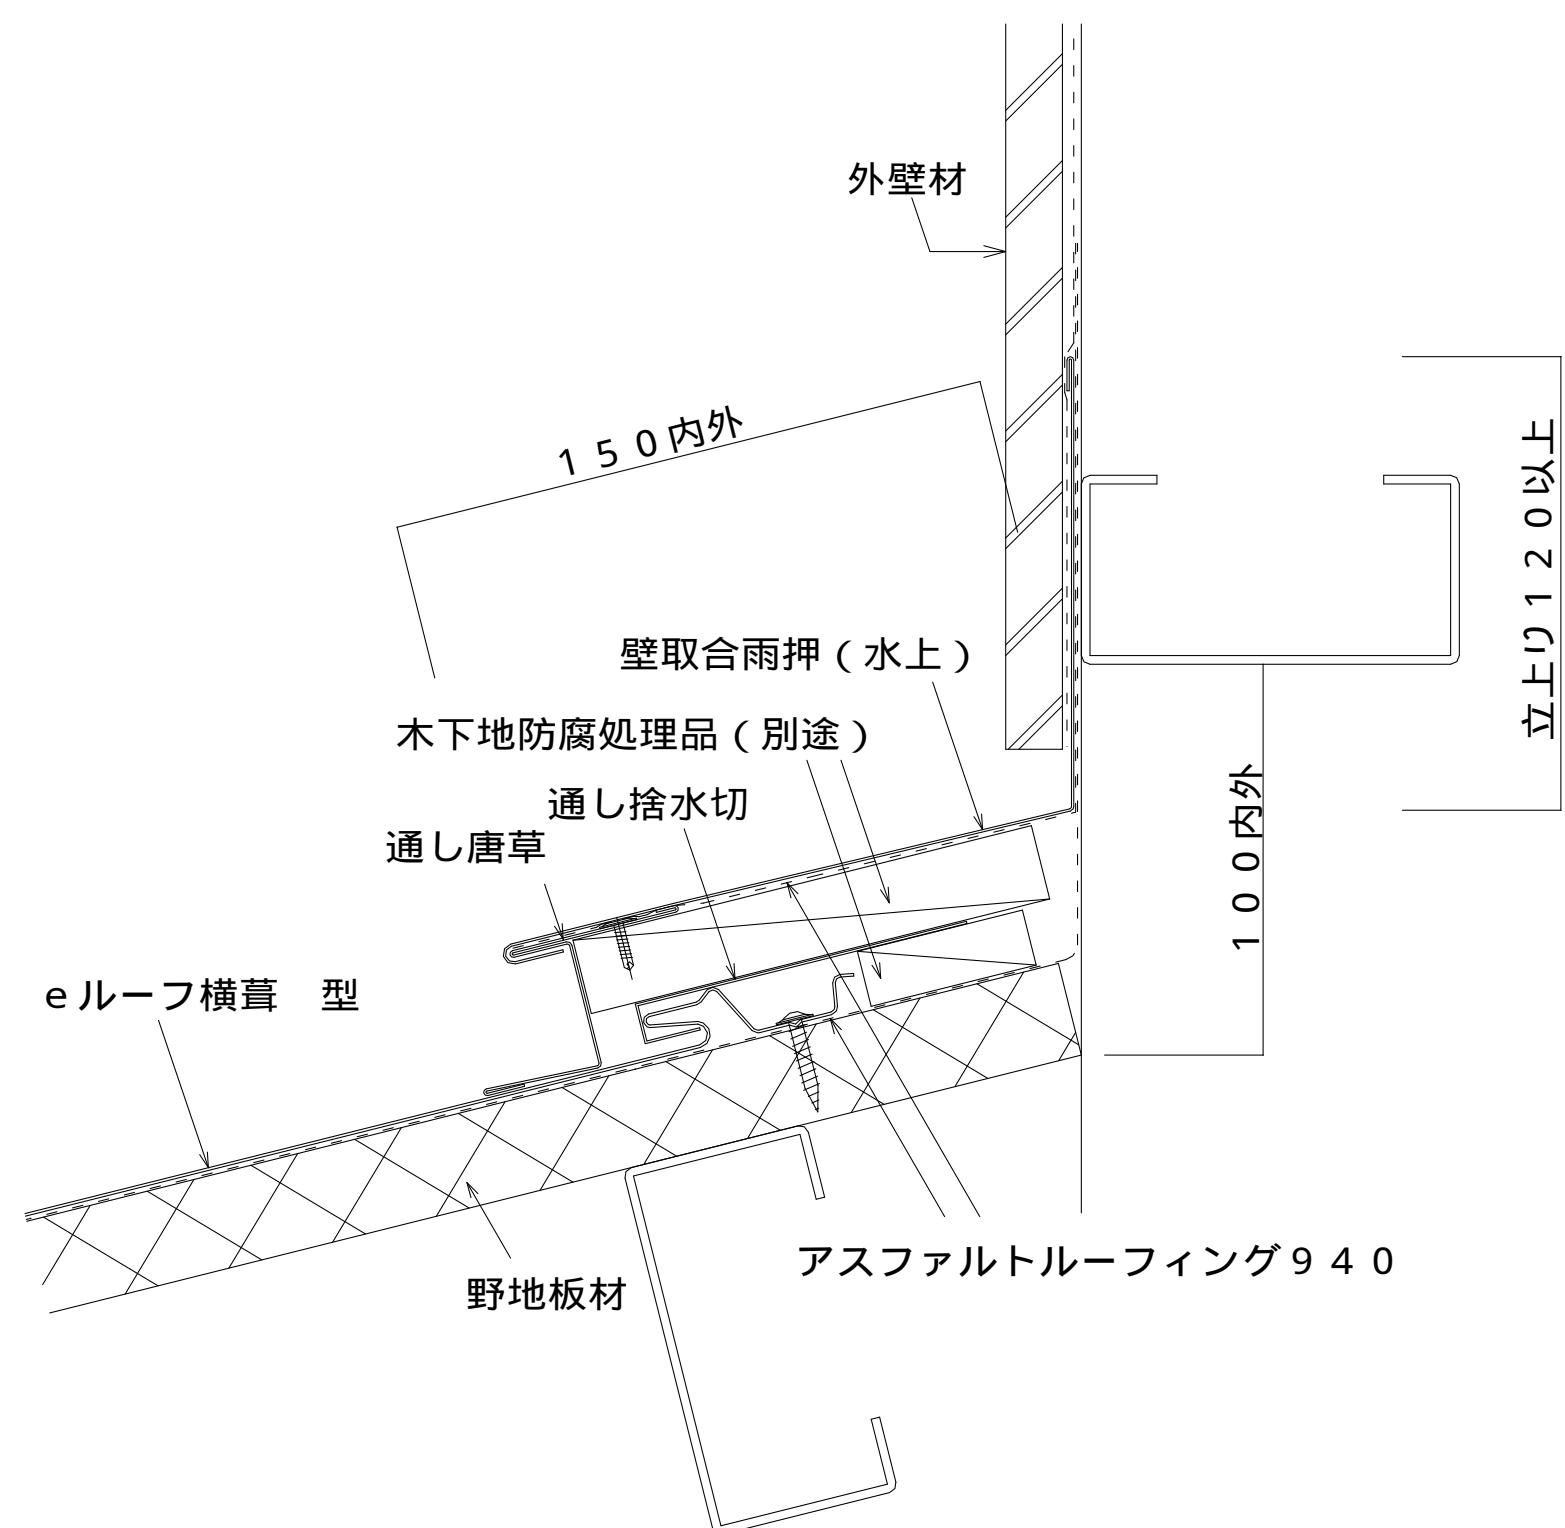 外壁材
150内外
立上り120以上
壁取合雨押(水上)
木下地防腐処理品(別途)
通し捨水切
通し唐草
100内外
eルーフ横葺 型
アスファルトルーフィング940
野地板材